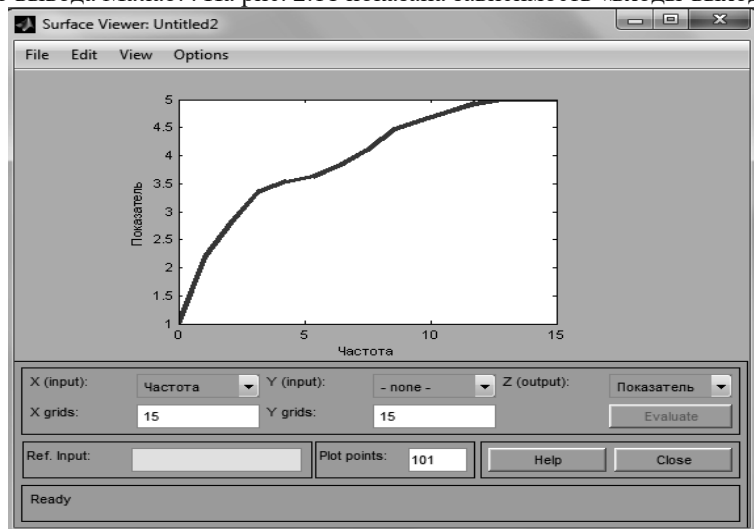 Surface Viewer: Untitled2
File Edit View Options
5
4.5
4
3.5
3
2.5
2
1.5
1
Показатель
0 5 10 15
Частота
X (input): Частота Y (input): - none - Z (output): Показатель
X grids: 15 Y grids: 15 Evaluate
Ref. Input: Plot points: 101 Help Close
Ready